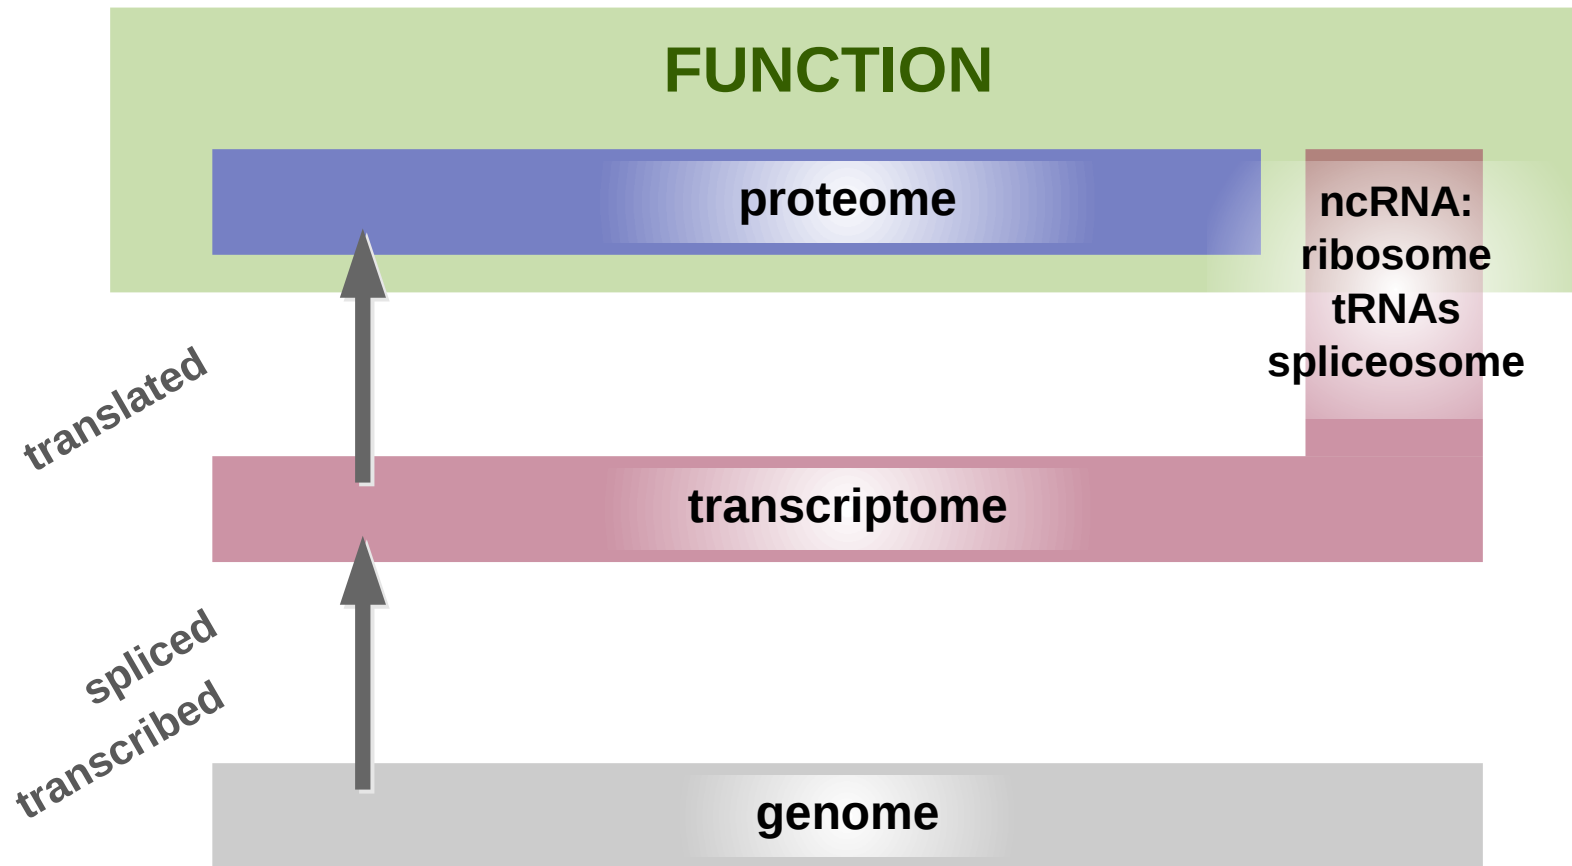 FUNCTION
proteome
ncRNA:
ribosome
tRNAs
spliceosome
translated
transcriptome
spliced
transcribed
genome